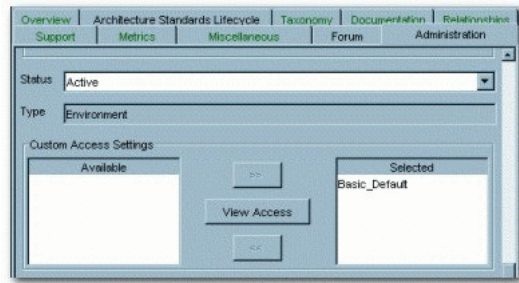 Overview Architecture Standards Lifecycle Taxonomy Documentation Relationships
Support Metrics Miscellaneous Forum Administration
Status Active
Type Environment
Custom Access Settings
Available Selected
>> Basic_Default
View Access
<<